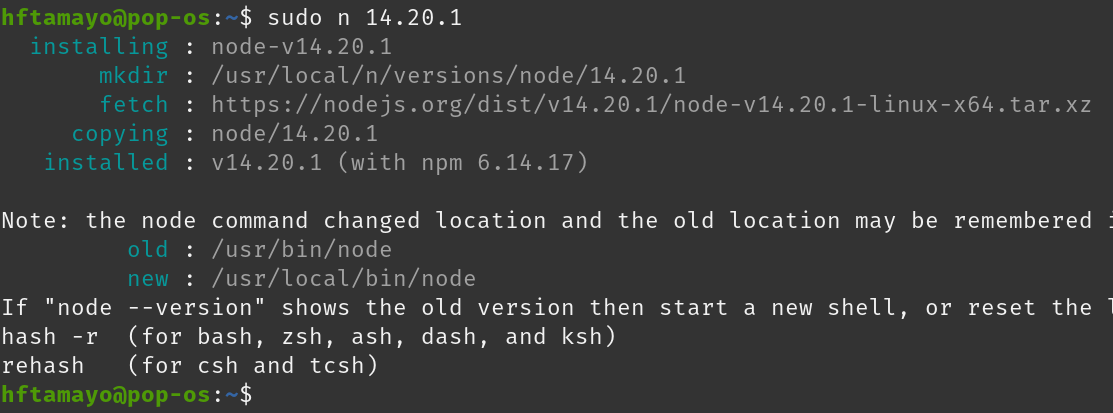 hftamayo@pop-os:~$ sudo n 14.20.1
installing : node-v14.20.1
mkdir : /usr/local/n/versions/node/14.20.1
fetch : https://nodejs.org/dist/v14.20.1/node-v14.20.1-linux-x64.tar.xz
copying : node/14.20.1
installed : v14.20.1 (with npm 6.14.17)
Note: the node command changed location and the old location may be remembered
old : /usr/bin/node
new : /usr/local/bin/node
If "node --version" shows the old version then start a new shell, or reset the
hash -r (for bash, zsh, ash, dash, and ksh)
rehash (for csh and tcsh)
hftamayo@pop-os:~$